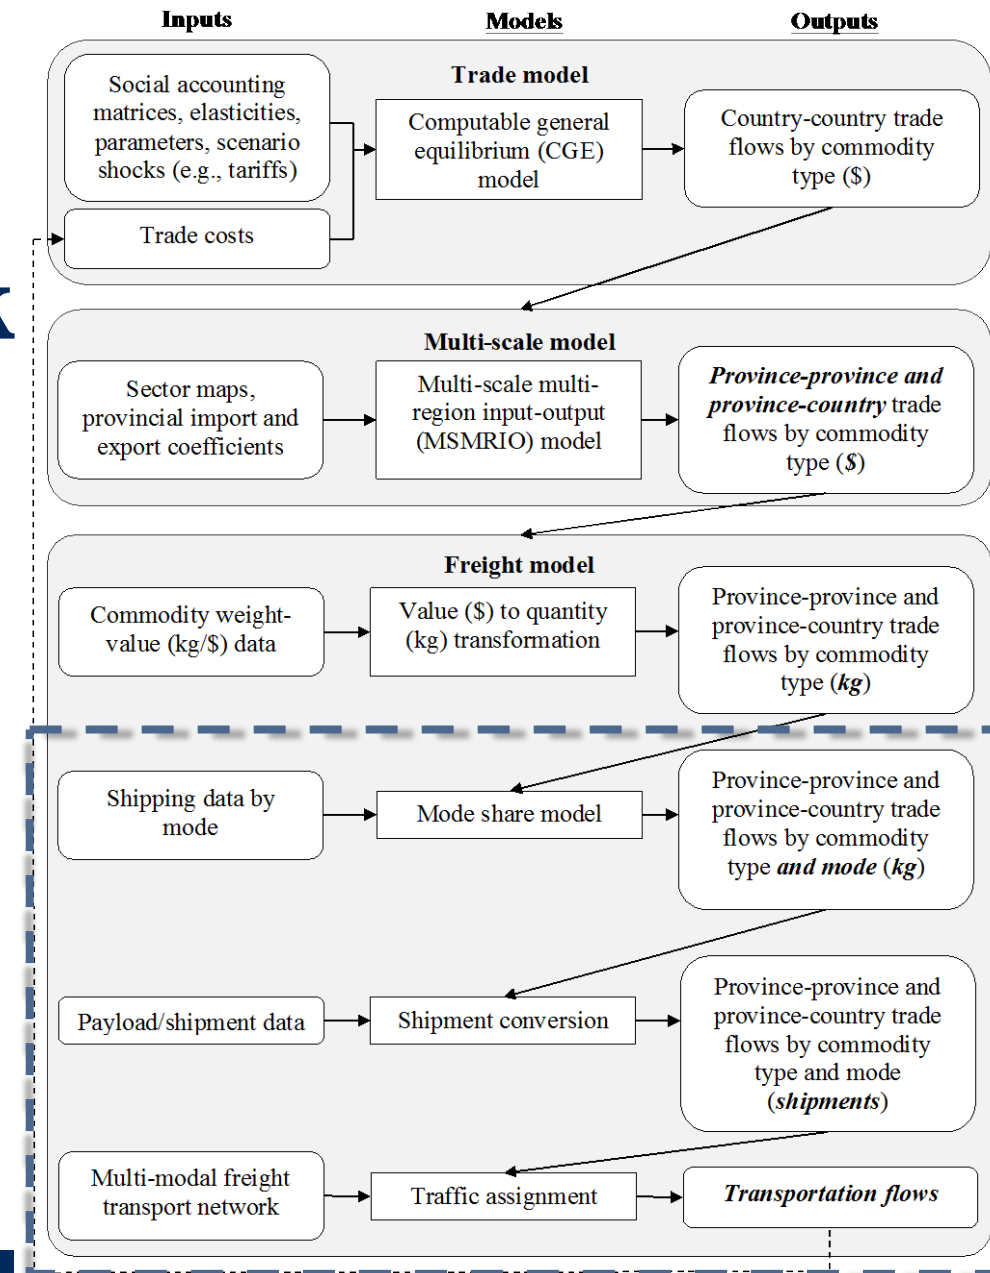 Inputs
Models
Outputs
Trade model
Social accounting
matrices, elasticities,
parameters, scenario
shocks (e.g., tariffs)
Trade costs
Computable general
equilibrium (CGE)
model
Country-country trade
flows by commodity
type ($)
Multi-scale model
Sector maps,
provincial import and
export coefficients
Multi-scale multi-
region input-output
(MSMRIO) model
Province-province and
province-country trade
flows by commodity
type ($)
Freight model
Commodity weight-
value (kg/$) data
Value ($) to quantity
(kg) transformation
Province-province and
province-country trade
flows by commodity
type (kg)
Shipping data by
mode
Mode share model
Province-province and
province-country trade
flows by commodity
type and mode (kg)
Payload/shipment data
Shipment conversion
Province-province and
province-country trade
flows by commodity
type and mode
(shipments)
Multi-modal freight
transport network
Traffic assignment
Transportation flows